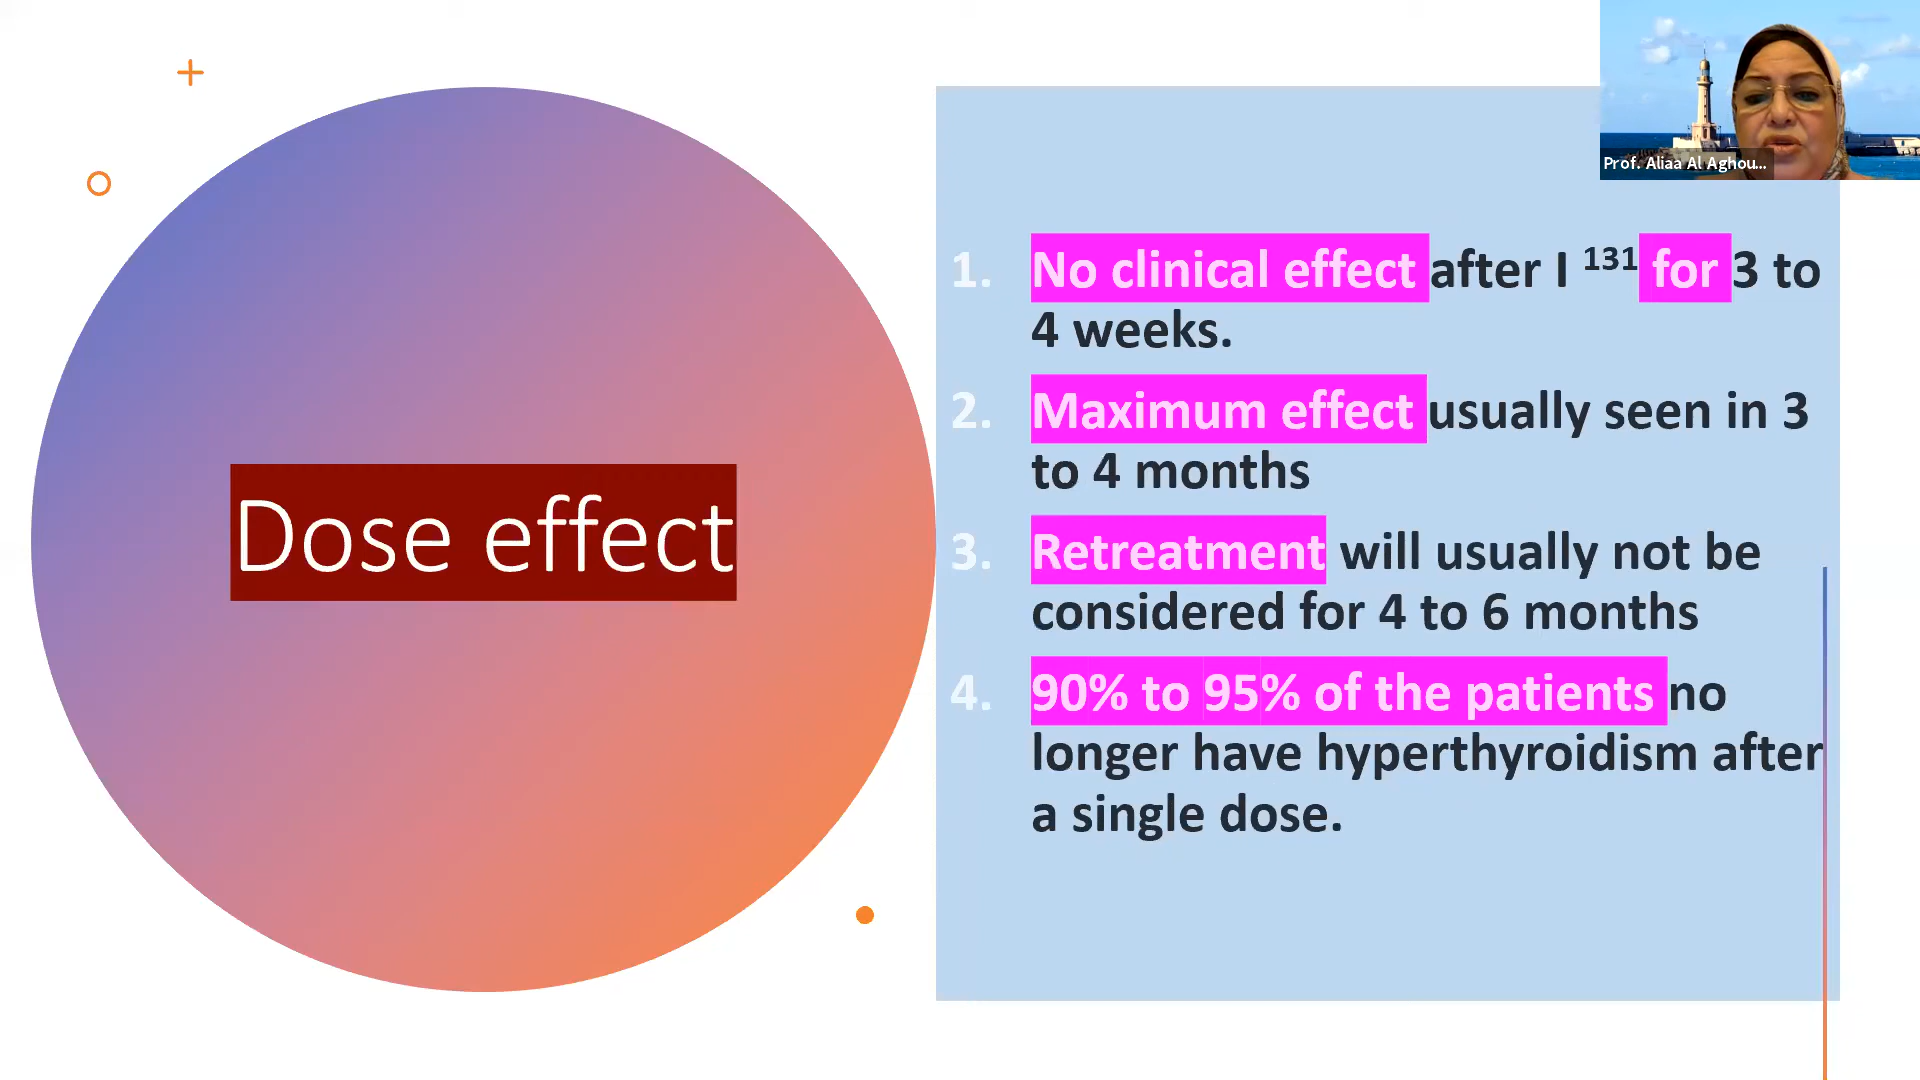 Prof. Aliaa Al Aghou...
Dose effect
1. No clinical effect after I ¹³¹ for 3 to
4 weeks.
2. Maximum effect usually seen in 3
to 4 months
3. Retreatment will usually not be
considered for 4 to 6 months
4. 90% to 95% of the patients no
longer have hyperthyroidism after
a single dose.